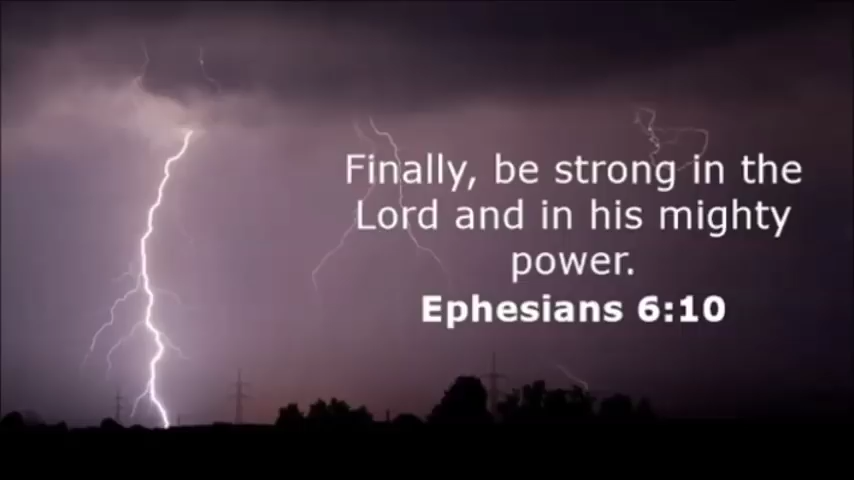 Finally, be strong in the
Lord and in his mighty
power.
Ephesians 6:10